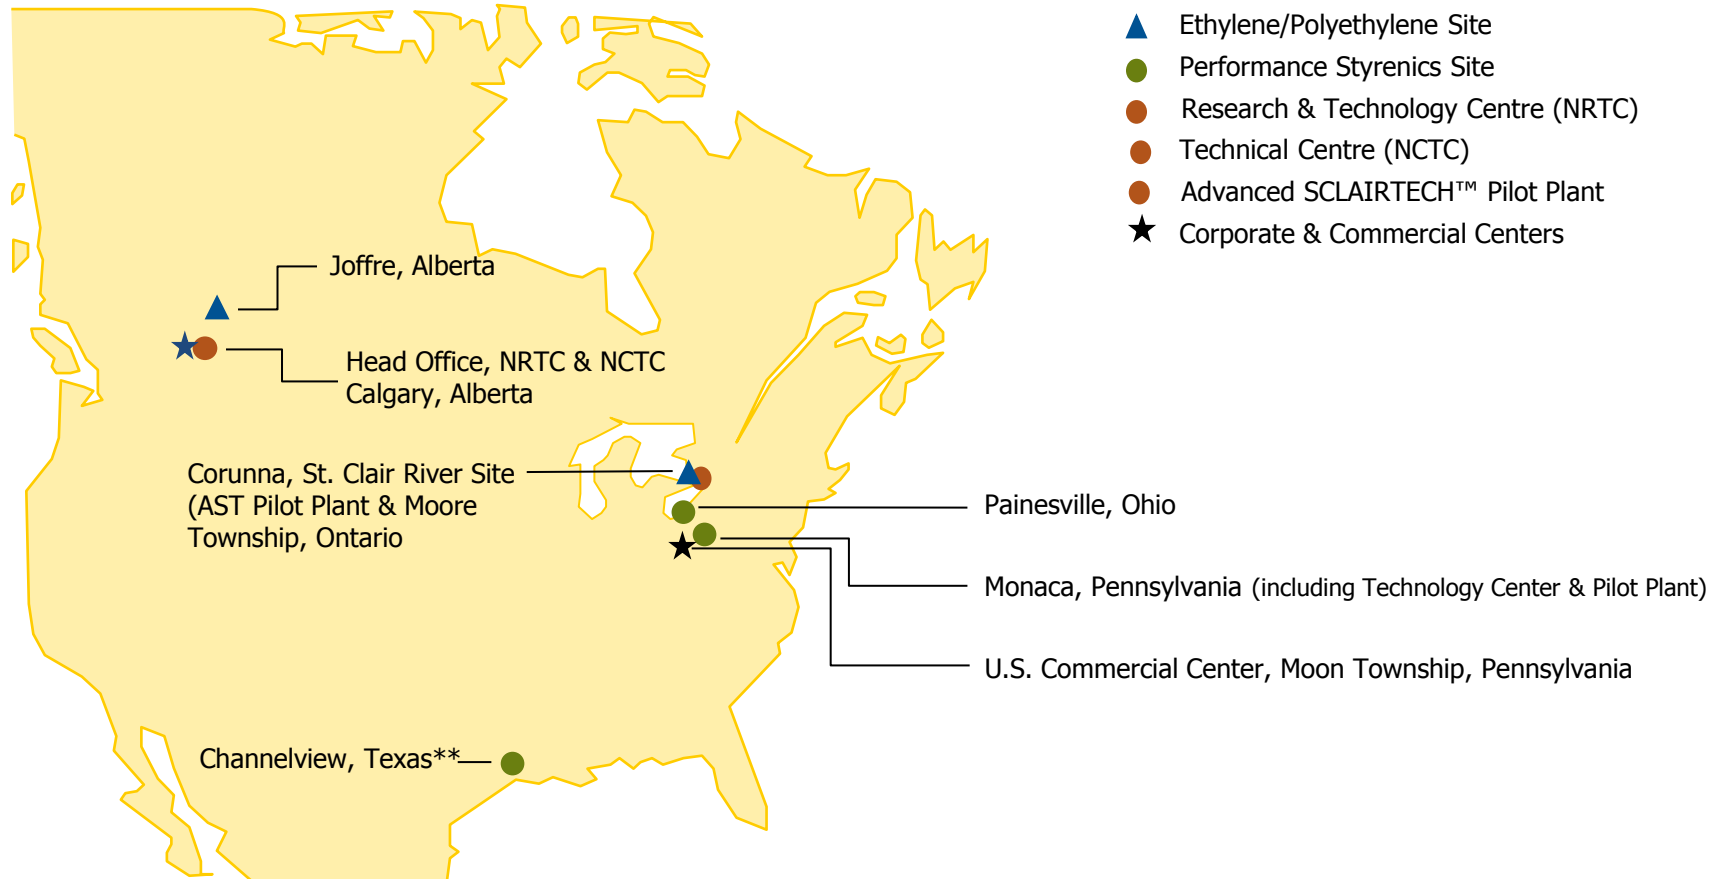 Ethylene/Polyethylene Site
Performance Styrenics Site
Research & Technology Centre (NRTC)
Technical Centre (NCTC)
Advanced SCLAIRTECH™ Pilot Plant
Corporate & Commercial Centers
Joffre, Alberta
Head Office, NRTC & NCTC
Calgary, Alberta
Corunna, St. Clair River Site
(AST Pilot Plant & Moore
Township, Ontario
Painesville, Ohio
Monaca, Pennsylvania (including Technology Center & Pilot Plant)
U.S. Commercial Center, Moon Township, Pennsylvania
Channelview, Texas**